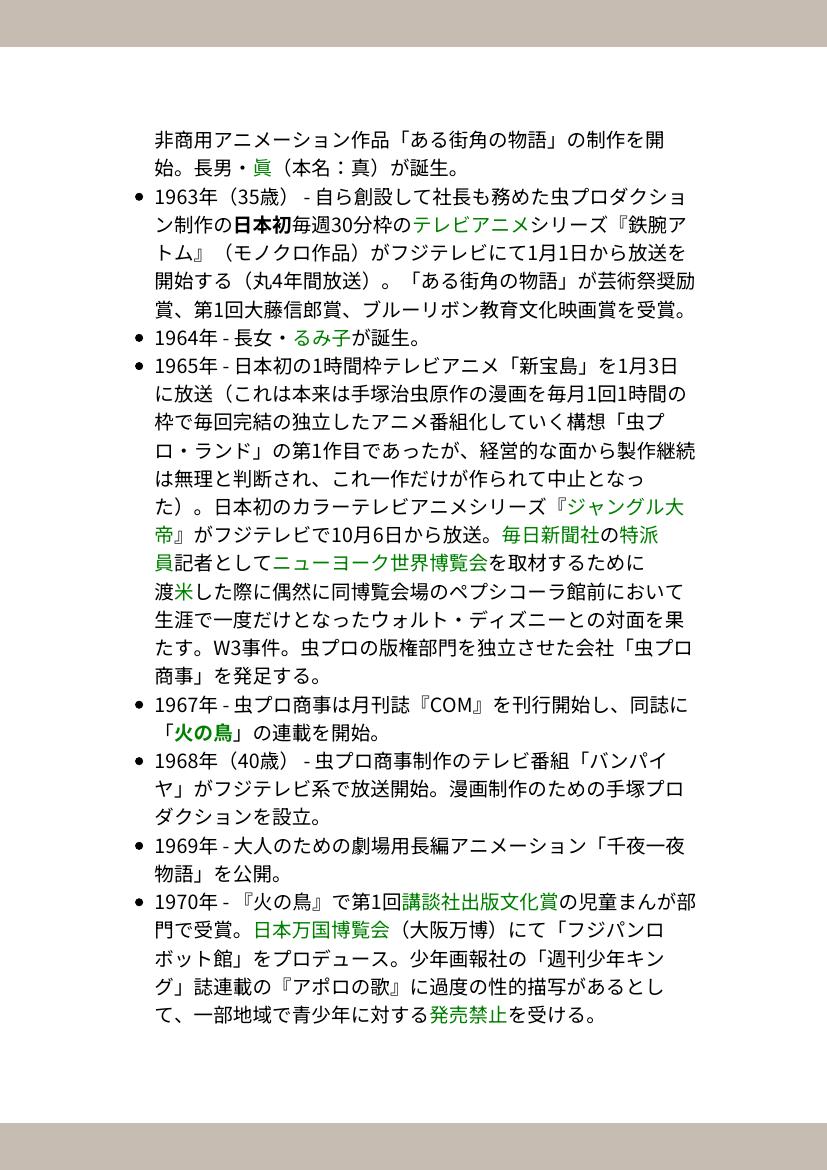 非商用アニメーション作品「ある街角の物語」の制作を開
始。長男・眞（本名：真）が誕生。
• 1963年（35歳） - 自ら創設して社長も務めた虫プロダクショ
ン制作の日本初毎週30分枠のテレビアニメシリーズ『鉄腕ア
トム』（モノクロ作品）がフジテレビにて1月1日から放送を
開始する（丸4年間放送）。「ある街角の物語」が芸術祭奨励
賞、第1回大藤信郎賞、ブルーリボン教育文化映画賞を受賞。
• 1964年 - 長女・るみ子が誕生。
• 1965年 - 日本初の1時間枠テレビアニメ「新宝島」を1月3日
に放送（これは本来は手塚治虫原作の漫画を毎月1回1時間の
枠で毎回完結の独立したアニメ番組化していく構想「虫プ
ロ・ランド」の第1作目であったが、経営的な面から製作継続
は無理と判断され、これ一作だけが作られて中止となっ
た）。日本初のカラーテレビアニメシリーズ『ジャングル大
帝』がフジテレビで10月6日から放送。毎日新聞社の特派
員記者としてニューヨーク世界博覧会を取材するために
渡米した際に偶然に同博覧会場のペプシコーラ館前において
生涯で一度だけとなったウォルト・ディズニーとの対面を果
たす。W3事件。虫プロの版権部門を独立させた会社「虫プロ
商事」を発足する。
• 1967年 - 虫プロ商事は月刊誌『COM』を刊行開始し、同誌に
「火の鳥」の連載を開始。
• 1968年（40歳） - 虫プロ商事制作のテレビ番組「バンパイ
ヤ」がフジテレビ系で放送開始。漫画制作のための手塚プロ
ダクションを設立。
• 1969年 - 大人のための劇場用長編アニメーション「千夜一夜
物語」を公開。
• 1970年 - 『火の鳥』で第1回講談社出版文化賞の児童まんが部
門で受賞。日本万国博覧会（大阪万博）にて「フジパンロ
ボット館」をプロデュース。少年画報社の「週刊少年キン
グ」誌連載の『アポロの歌』に過度の性的描写があるとし
て、一部地域で青少年に対する発売禁止を受ける。